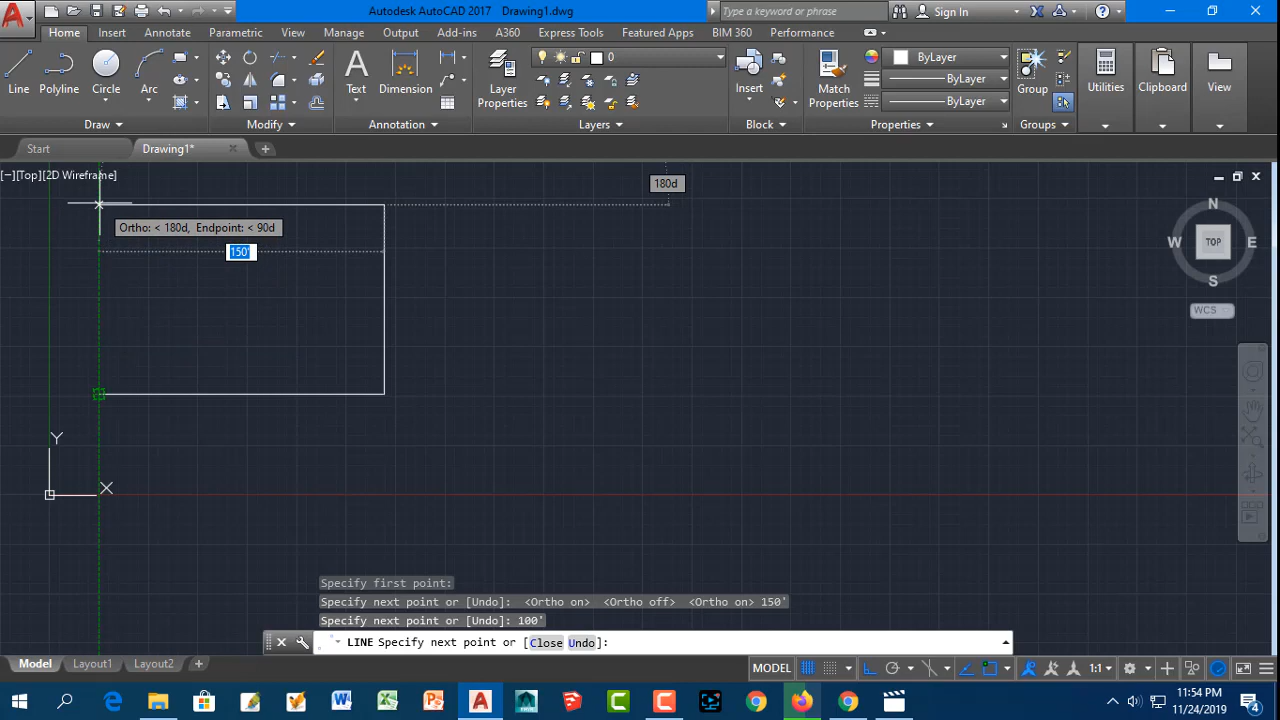 Autodesk AutoCAD 2017   Drawing1.dwg
Type a keyword or phrase
Sign In
Home Insert Annotate Parametric View Manage Output Add-ins A360 Express Tools Featured Apps BIM 360 Performance
0
ByLayer
ByLayer
ByLayer
Line Polyline Circle Arc Text Dimension Layer Properties Insert Match Properties Group Utilities Clipboard View
Draw Modify Annotation Layers Block Properties Groups
Start Drawing1*
[−][Top][2D Wireframe]
180d
Ortho: < 180d, Endpoint: < 90d
150'
N
W TOP E
S
WCS
Y
X
Specify first point:
Specify next point or [Undo]:  <Ortho on>  <Ortho off>  <Ortho on> 150'
Specify next point or [Undo]: 100'
LINE Specify next point or [Close Undo]:
Model Layout1 Layout2
MODEL 1:1
11:54 PM
11/24/2019
4